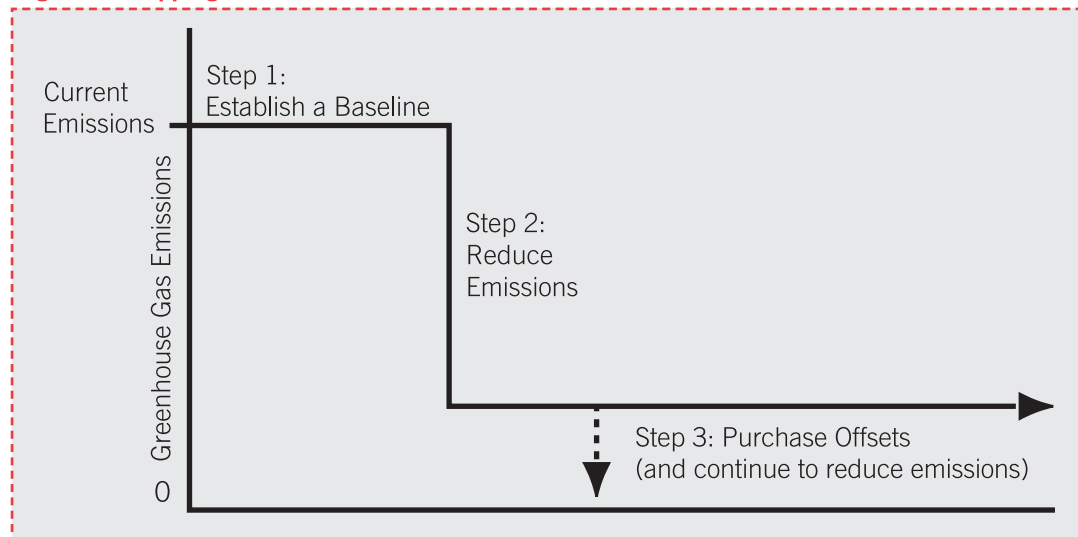 Current
Emissions
Step 1:
Establish a Baseline
Greenhouse Gas Emissions
Step 2:
Reduce
Emissions
Step 3: Purchase Offsets
(and continue to reduce emissions)
0